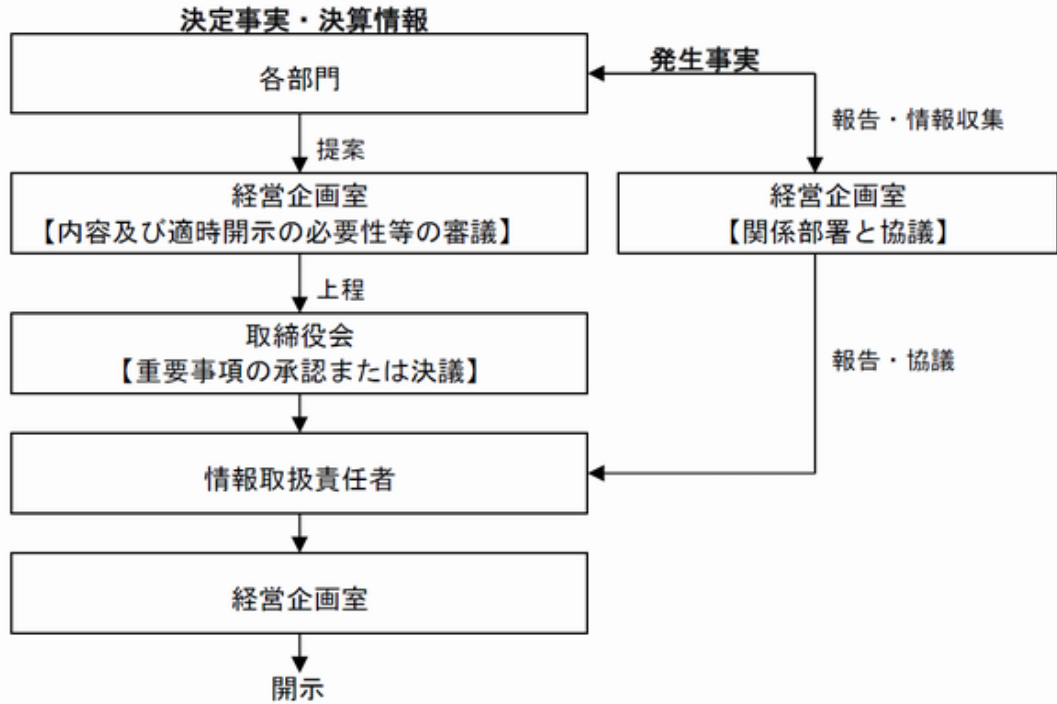 決定事実・決算情報
各部門
発生事実
報告・情報収集
提案
経営企画室
【内容及び適時開示の必要性等の審議】
経営企画室
【関係部署と協議】
上程
取締役会
【重要事項の承認または決議】
報告・協議
情報取扱責任者
経営企画室
開示